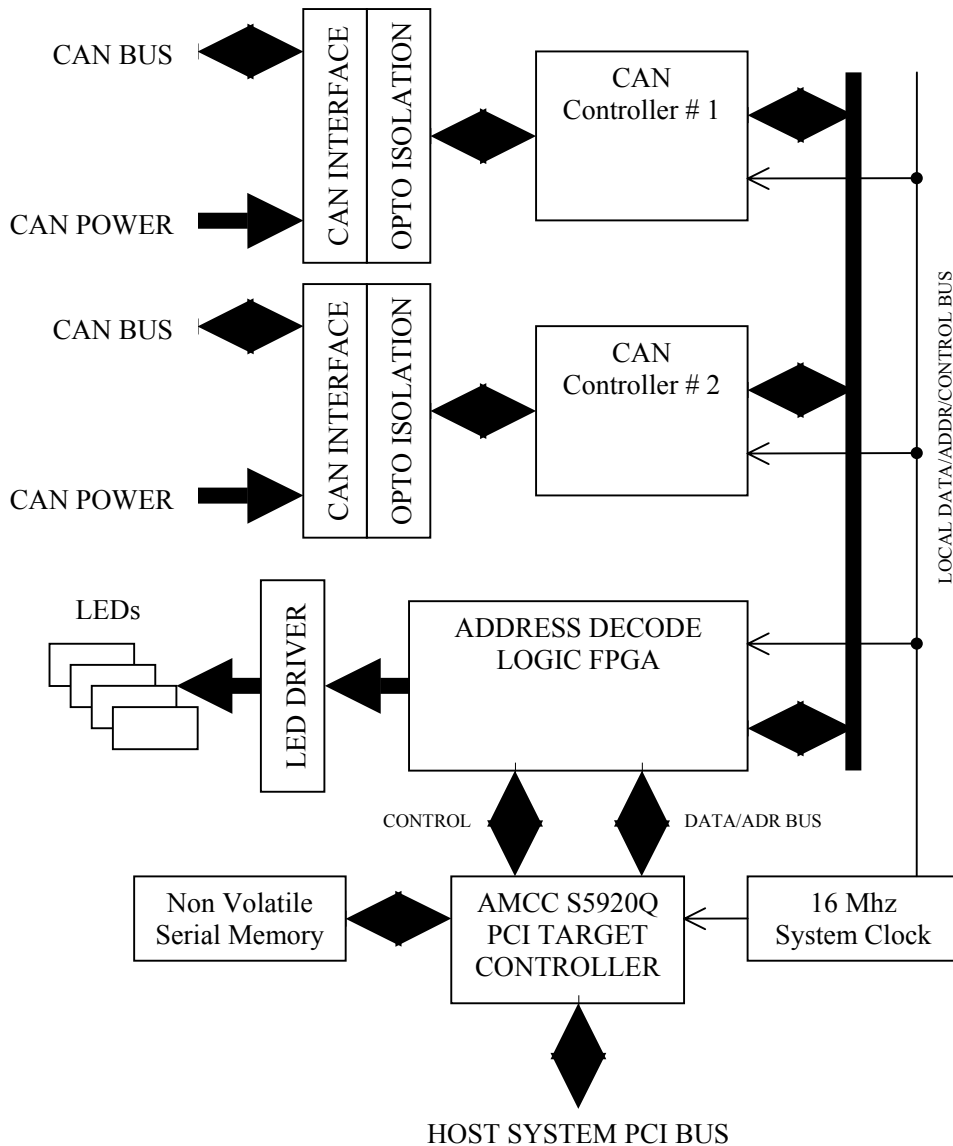 CAN BUS
CAN POWER
CAN INTERFACE
OPTO ISOLATION
CAN
Controller # 1
CAN BUS
CAN POWER
CAN INTERFACE
OPTO ISOLATION
CAN
Controller # 2
LOCAL DATA/ADDR/CONTROL BUS
LEDs
LED DRIVER
ADDRESS DECODE
LOGIC FPGA
CONTROL
DATA/ADR BUS
Non Volatile
Serial Memory
AMCC S5920Q
PCI TARGET
CONTROLLER
16 Mhz
System Clock
HOST SYSTEM PCI BUS